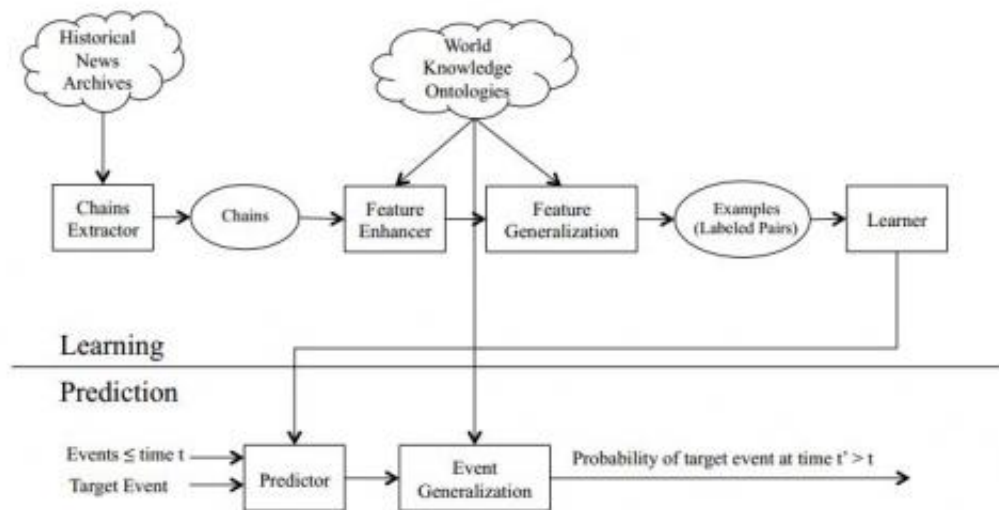 Historical
News
Archives
World
Knowledge
Ontologies
Chains
Extractor
Chains
Feature
Enhancer
Feature
Generalization
Examples
(Labeled Pairs)
Learner
Learning
Prediction
Events ≤ time t
Target Event
Predictor
Event
Generalization
Probability of target event at time t' > t